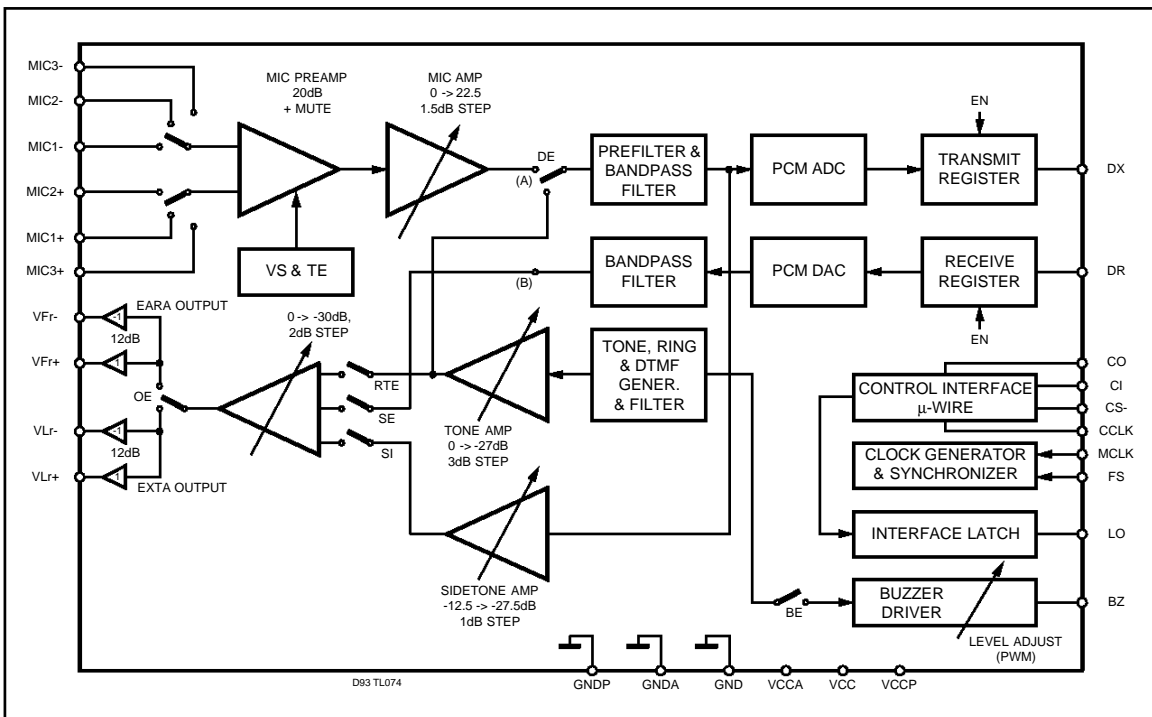 MIC3-
MIC2-
MIC1-
MIC2+
MIC1+
MIC3+
MIC PREAMP
20dB
+ MUTE
MIC AMP
0 -> 22.5
1.5dB STEP
VS & TE
DE
(A)
(B)
PREFILTER &
BANDPASS
FILTER
PCM ADC
EN
TRANSMIT
REGISTER
DX
BANDPASS
FILTER
PCM DAC
RECEIVE
REGISTER
DR
EN
VFr-
EARA OUTPUT
-1
12dB
VFr+
1
OE
VLr-
-1
12dB
VLr+
1
EXTA OUTPUT
0 -> -30dB,
2dB STEP
RTE
SE
SI
TONE AMP
0 -> -27dB
3dB STEP
TONE, RING
& DTMF
GENER.
& FILTER
SIDETONE AMP
-12.5 -> -27.5dB
1dB STEP
CONTROL INTERFACE
µ-WIRE
CO
CI
CS-
CCLK
CLOCK GENERATOR
& SYNCHRONIZER
MCLK
FS
INTERFACE LATCH
LO
BE
BUZZER
DRIVER
BZ
LEVEL ADJUST
(PWM)
D93 TL074
GNDP
GNDA
GND
VCCA
VCC
VCCP